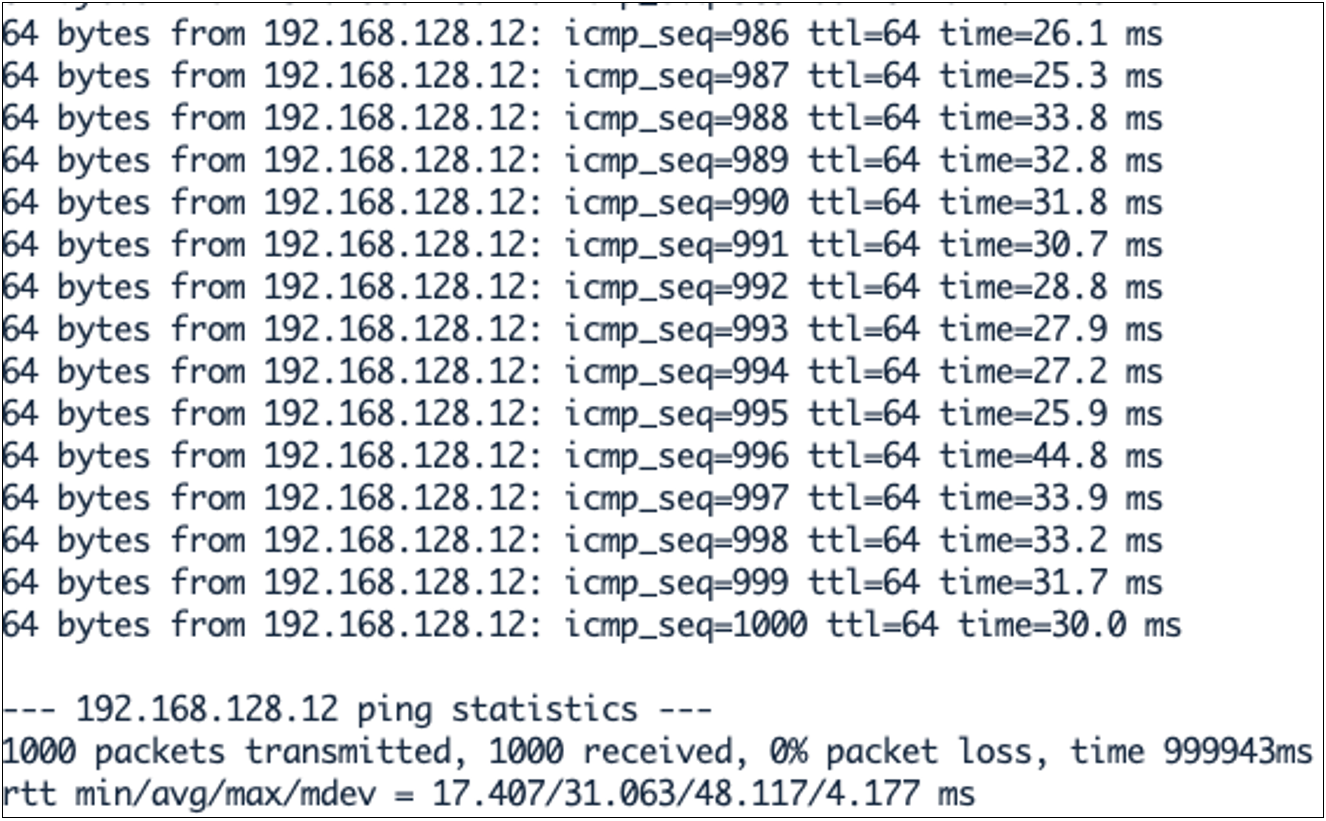 64 bytes from 192.168.128.12: icmp_seq=986 ttl=64 time=26.1 ms
64 bytes from 192.168.128.12: icmp_seq=987 ttl=64 time=25.3 ms
64 bytes from 192.168.128.12: icmp_seq=988 ttl=64 time=33.8 ms
64 bytes from 192.168.128.12: icmp_seq=989 ttl=64 time=32.8 ms
64 bytes from 192.168.128.12: icmp_seq=990 ttl=64 time=31.8 ms
64 bytes from 192.168.128.12: icmp_seq=991 ttl=64 time=30.7 ms
64 bytes from 192.168.128.12: icmp_seq=992 ttl=64 time=28.8 ms
64 bytes from 192.168.128.12: icmp_seq=993 ttl=64 time=27.9 ms
64 bytes from 192.168.128.12: icmp_seq=994 ttl=64 time=27.2 ms
64 bytes from 192.168.128.12: icmp_seq=995 ttl=64 time=25.9 ms
64 bytes from 192.168.128.12: icmp_seq=996 ttl=64 time=44.8 ms
64 bytes from 192.168.128.12: icmp_seq=997 ttl=64 time=33.9 ms
64 bytes from 192.168.128.12: icmp_seq=998 ttl=64 time=33.2 ms
64 bytes from 192.168.128.12: icmp_seq=999 ttl=64 time=31.7 ms
64 bytes from 192.168.128.12: icmp_seq=1000 ttl=64 time=30.0 ms
--- 192.168.128.12 ping statistics ---
1000 packets transmitted, 1000 received, 0% packet loss, time 999943ms
rtt min/avg/max/mdev = 17.407/31.063/48.117/4.177 ms